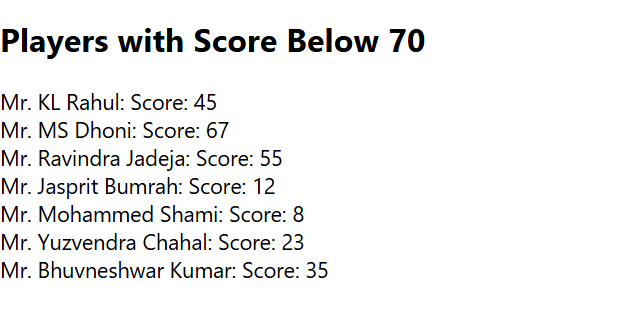 Players with Score Below 70
Mr. KL Rahul: Score: 45
Mr. MS Dhoni: Score: 67
Mr. Ravindra Jadeja: Score: 55
Mr. Jasprit Bumrah: Score: 12
Mr. Mohammed Shami: Score: 8
Mr. Yuzvendra Chahal: Score: 23
Mr. Bhuvneshwar Kumar: Score: 35